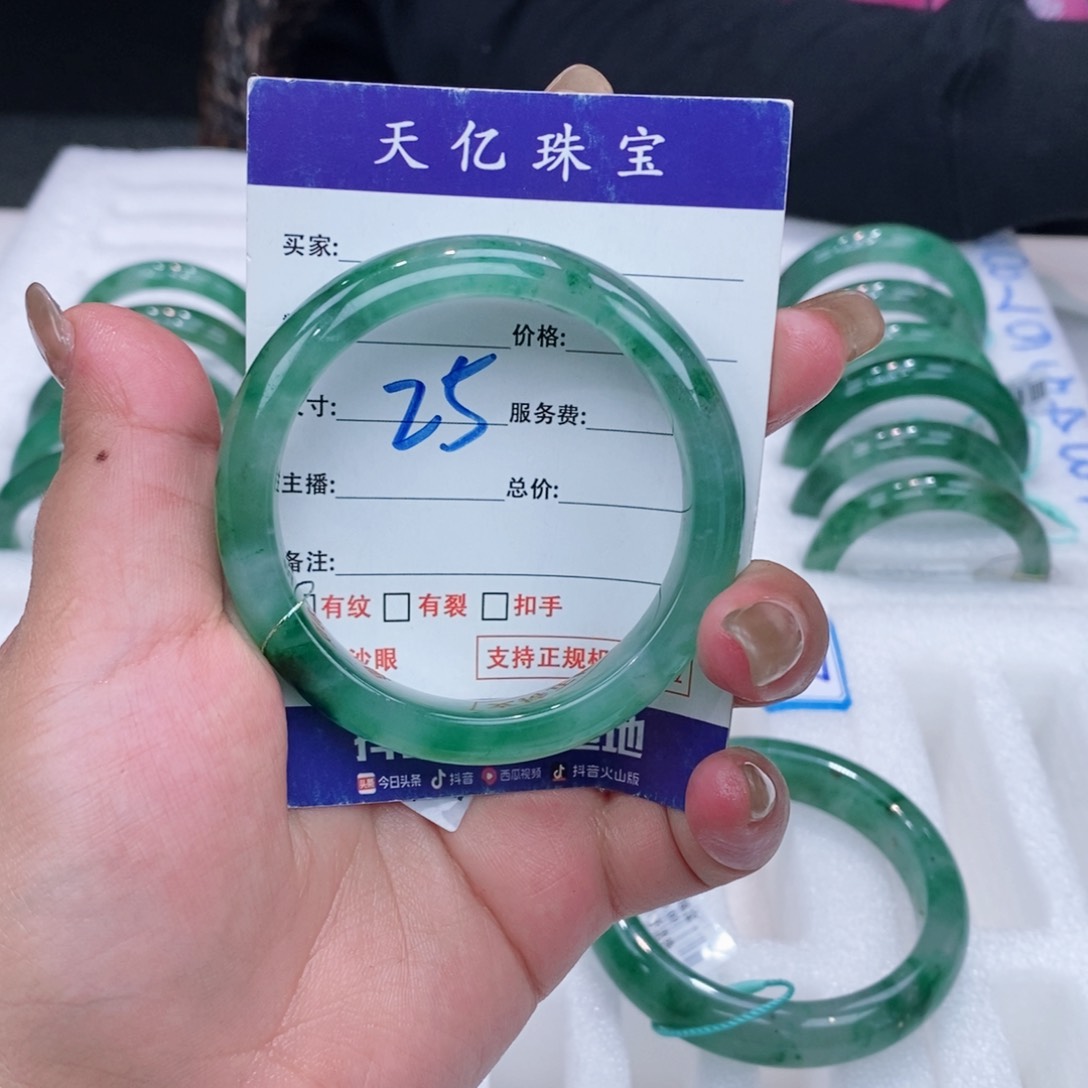 天亿珠宝
买家:
价格:
寸: 25 服务费:
主播: 总价:
备注:
有纹 有裂 扣手
沙眼 支持正规机
地
今日头条 抖音 西瓜视频 抖音火山版